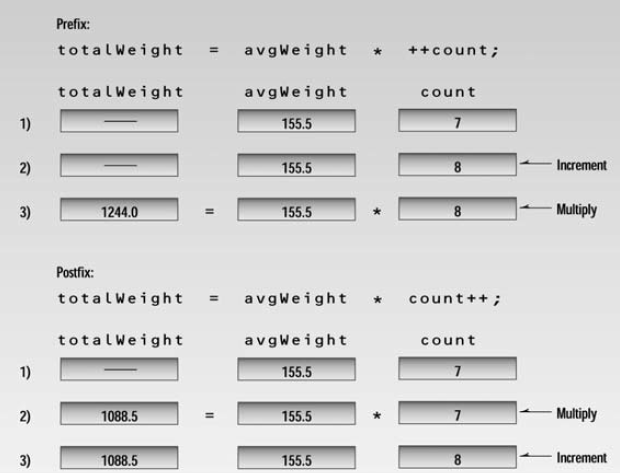 Prefix:
totalWeight = avgWeight * ++count;
totalWeight avgWeight count
1) — 155.5 7
2) — 155.5 8 Increment
3) 1244.0 = 155.5 * 8 Multiply
Postfix:
totalWeight = avgWeight * count++;
totalWeight avgWeight count
1) — 155.5 7
2) 1088.5 = 155.5 * 7 Multiply
3) 1088.5 155.5 8 Increment